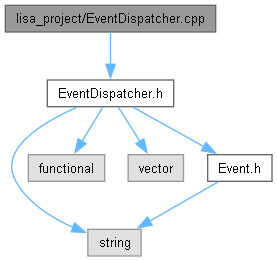 lisa_project/EventDispatcher.cpp
EventDispatcher.h
functional
vector
Event.h
string